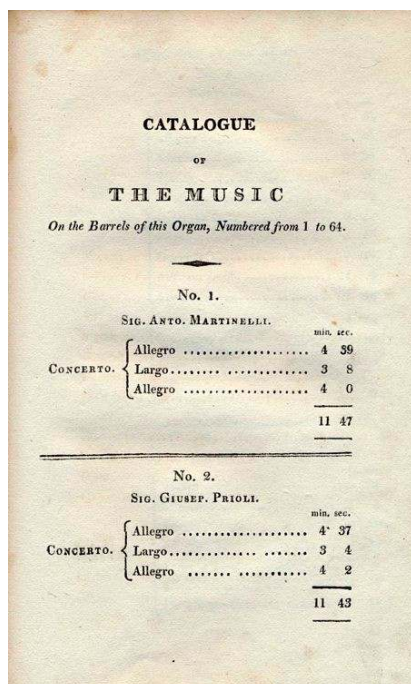 CATALOGUE
OF
THE MUSIC
On the Barrels of this Organ, Numbered from 1 to 64.
No. 1.
SIG. ANTO. MARTINELLI.
min. sec.
Allegro .................... 4 39
CONCERTO. { Largo........ ............. 3 8
Allegro .................... 4 0
11 47
No. 2.
SIG. GIUSEP. PRIOLI.
min. sec.
Allegro .................... 4 37
CONCERTO. { Largo.............. ....... 3 4
Allegro ....... ........... 4 2
11 43